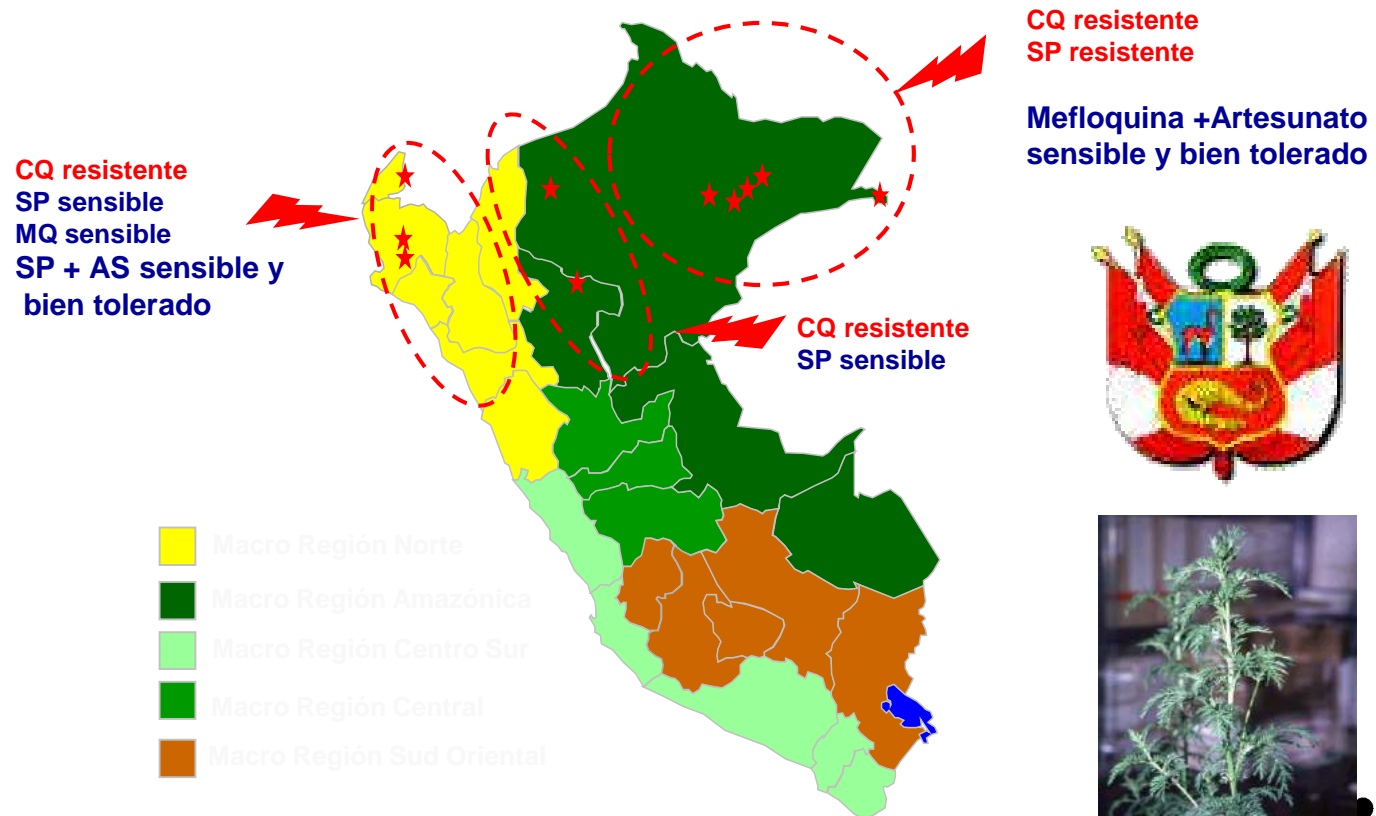 CQ resistente
SP resistente
Mefloquina +Artesunato
sensible y bien tolerado
CQ resistente
SP sensible
MQ sensible
SP + AS sensible y
bien tolerado
CQ resistente
SP sensible
Macro Región Norte
Macro Región Amazónica
Macro Región Centro Sur
Macro Región Central
Macro Región Sud Oriental